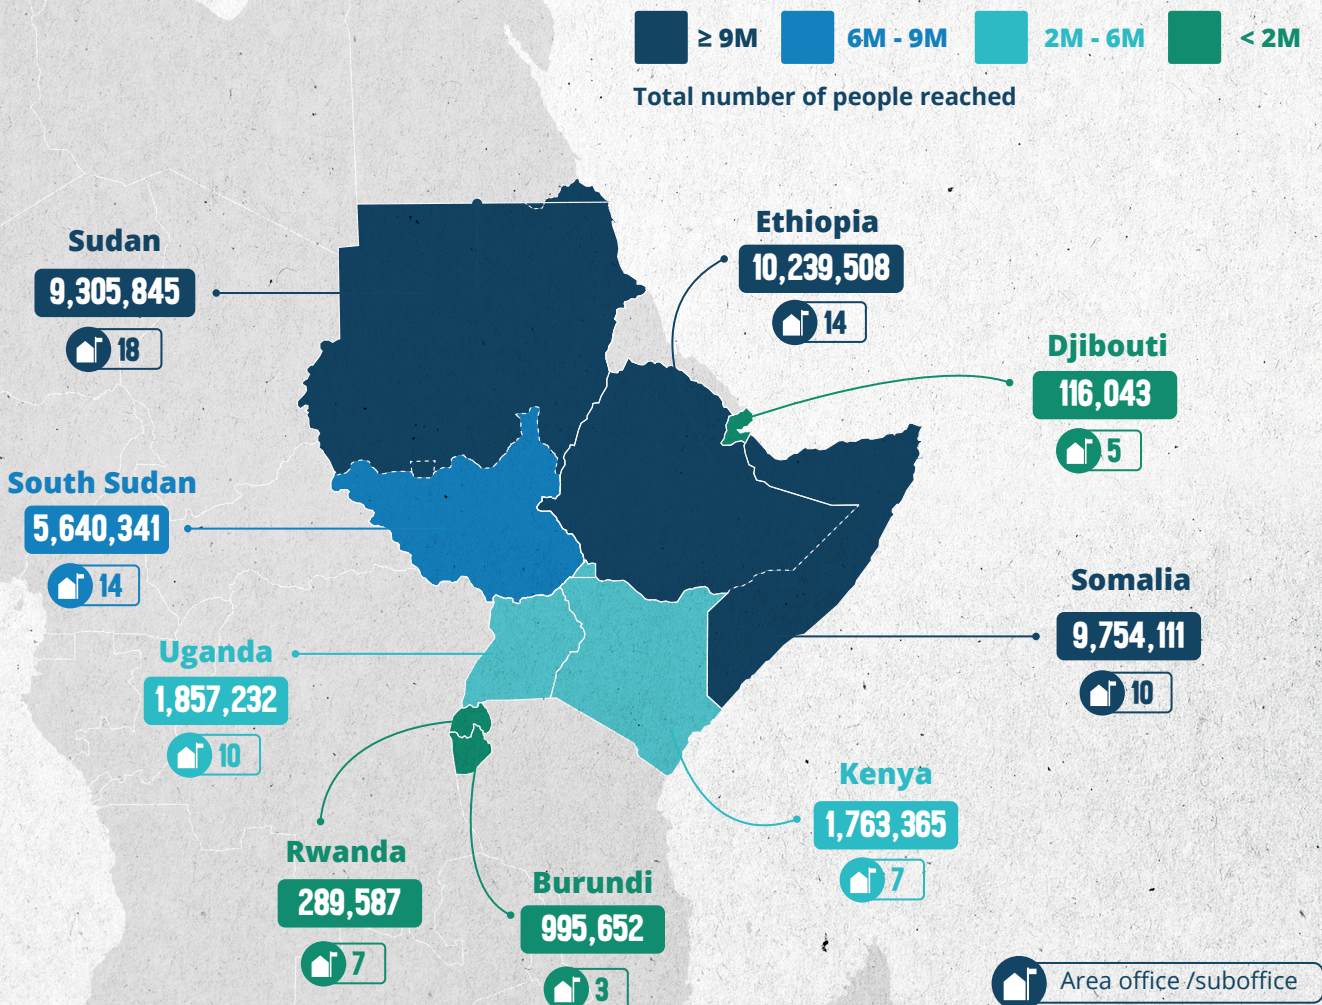 ≥ 9M
6M - 9M
2M - 6M
< 2M
Total number of people reached
Sudan
9,305,845
18
Ethiopia
10,239,508
14
Djibouti
116,043
5
South Sudan
5,640,341
14
Somalia
9,754,111
10
Uganda
1,857,232
10
Kenya
1,763,365
7
Rwanda
289,587
7
Burundi
995,652
3
Area office /suboffice